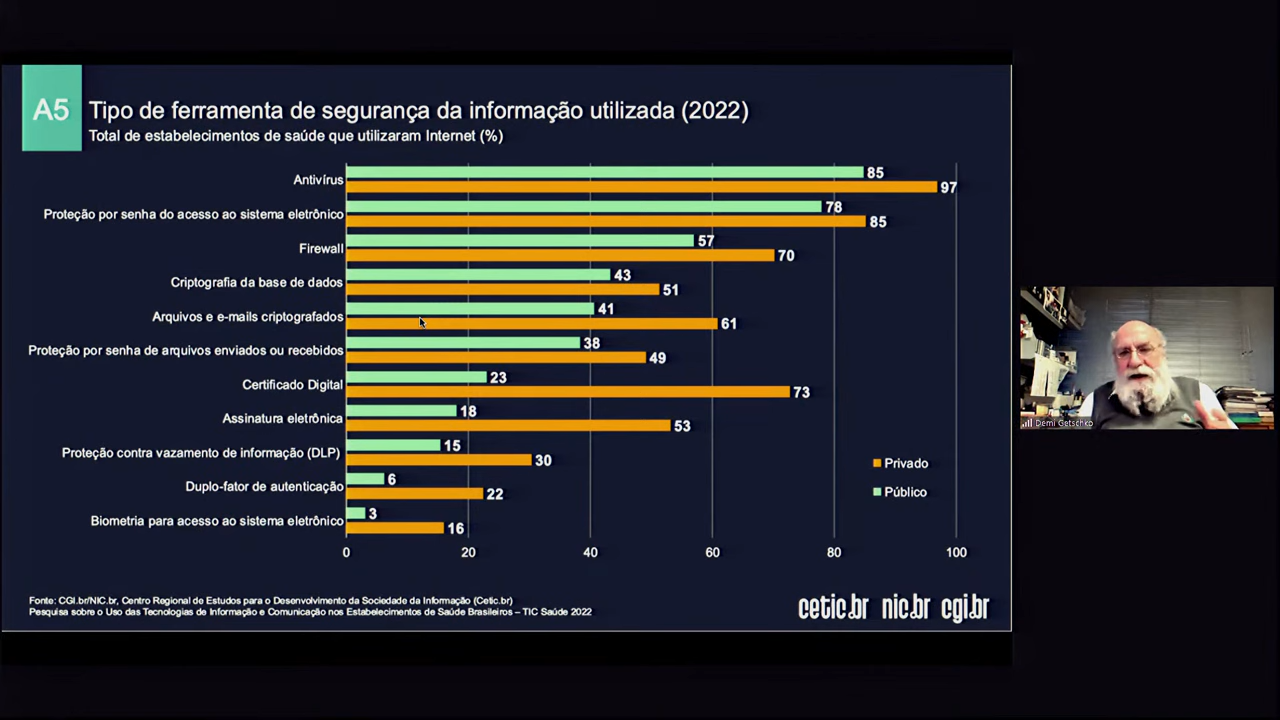 A5
Tipo de ferramenta de segurança da informação utilizada (2022)
Total de estabelecimentos de saúde que utilizaram Internet (%)
Antivírus
85
97
Proteção por senha do acesso ao sistema eletrônico
78
85
Firewall
57
70
Criptografia da base de dados
43
51
Arquivos e e-mails criptografados
41
61
Proteção por senha de arquivos enviados ou recebidos
38
49
Certificado Digital
23
73
Assinatura eletrônica
18
53
Proteção contra vazamento de informação (DLP)
15
30
Duplo-fator de autenticação
6
22
Biometria para acesso ao sistema eletrônico
3
16
Privado
Público
0 20 40 60 80 100
Fonte: CGI.br/NIC.br, Centro Regional de Estudos para o Desenvolvimento da Sociedade da Informação (Cetic.br)
Pesquisa sobre o Uso das Tecnologias de Informação e Comunicação nos Estabelecimentos de Saúde Brasileiros – TIC Saúde 2022
cetic.br nic.br cgi.br
Demi Getschko